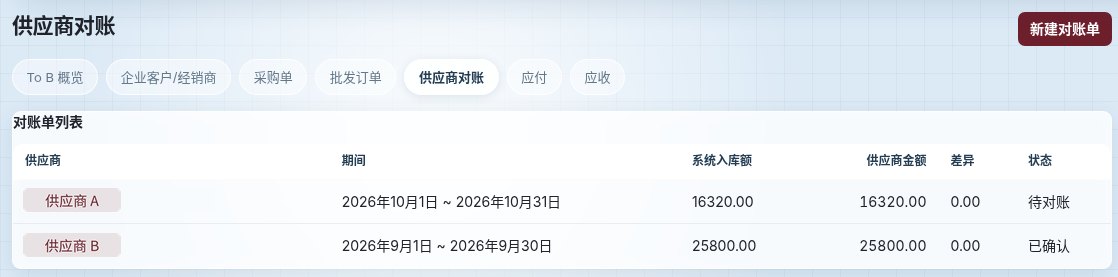 供应商对账
新建对账单
To B 概览 企业客户/经销商 采购单 批发订单 供应商对账 应付 应收
对账单列表
供应商 期间 系统入库额 供应商金额 差异 状态
供应商 A 2026年10月1日 ~ 2026年10月31日 16320.00 16320.00 0.00 待对账
供应商 B 2026年9月1日 ~ 2026年9月30日 25800.00 25800.00 0.00 已确认